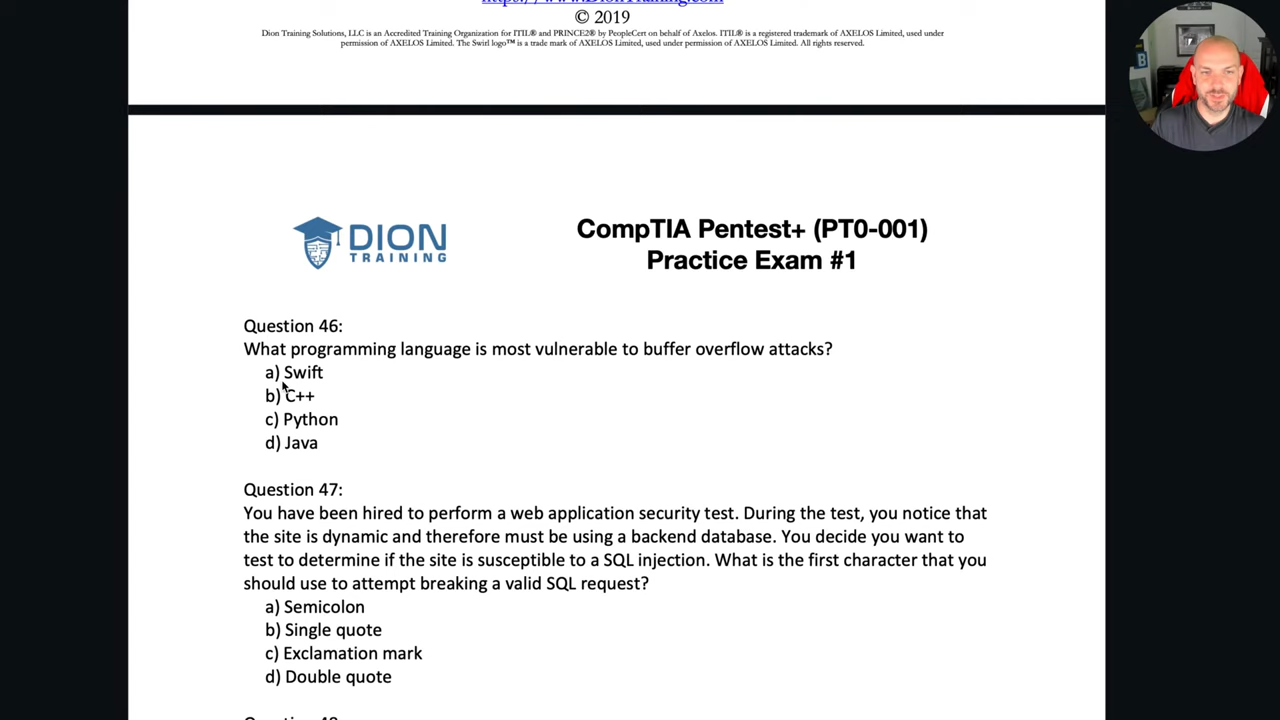 https://www.DionTraining.com
© 2019
Dion Training Solutions, LLC is an Accredited Training Organization for ITIL® and PRINCE2® by PeopleCert on behalf of Axelos. ITIL® is a registered trademark of AXELOS Limited, used under
permission of AXELOS Limited. The Swirl logo™ is a trade mark of AXELOS Limited, used under permission of AXELOS Limited. All rights reserved.
DION
TRAINING
CompTIA Pentest+ (PT0-001)
Practice Exam #1
Question 46:
What programming language is most vulnerable to buffer overflow attacks?
a) Swift
b) C++
c) Python
d) Java
Question 47:
You have been hired to perform a web application security test. During the test, you notice that
the site is dynamic and therefore must be using a backend database. You decide you want to
test to determine if the site is susceptible to a SQL injection. What is the first character that you
should use to attempt breaking a valid SQL request?
a) Semicolon
b) Single quote
c) Exclamation mark
d) Double quote
Question 48: